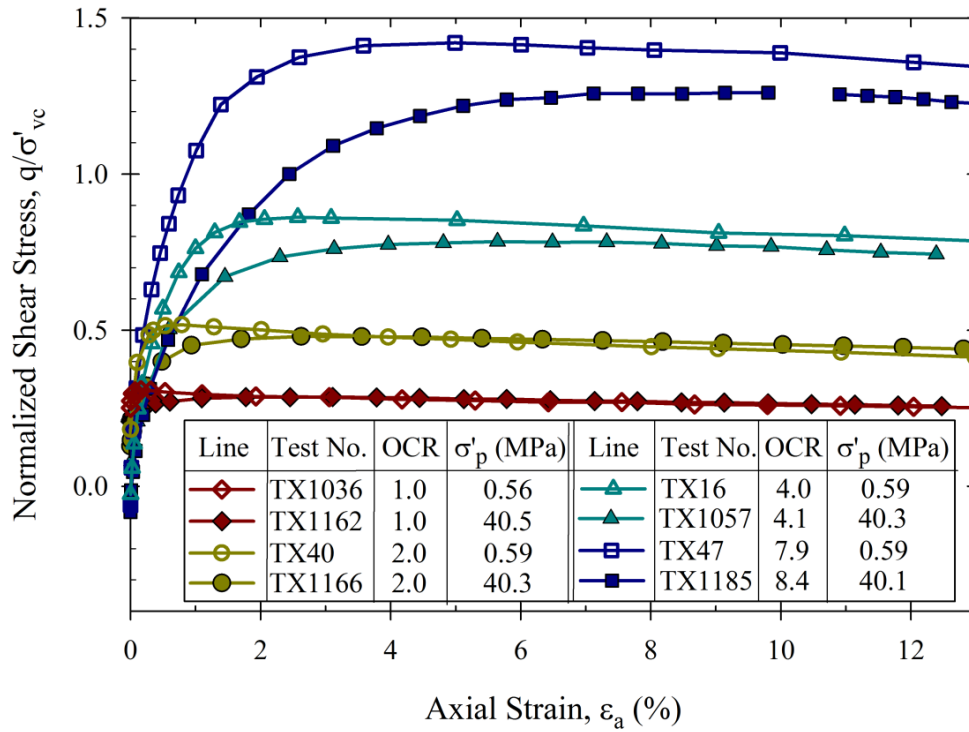 1.5
1.0
0.5
0.0
Normalized Shear Stress, q/σ'vc
Line Test No. OCR σ'p (MPa) Line Test No. OCR σ'p (MPa)
TX1036 1.0 0.56 TX16 4.0 0.59
TX1162 1.0 40.5 TX1057 4.1 40.3
TX40 2.0 0.59 TX47 7.9 0.59
TX1166 2.0 40.3 TX1185 8.4 40.1
0 2 4 6 8 10 12
Axial Strain, εa (%)